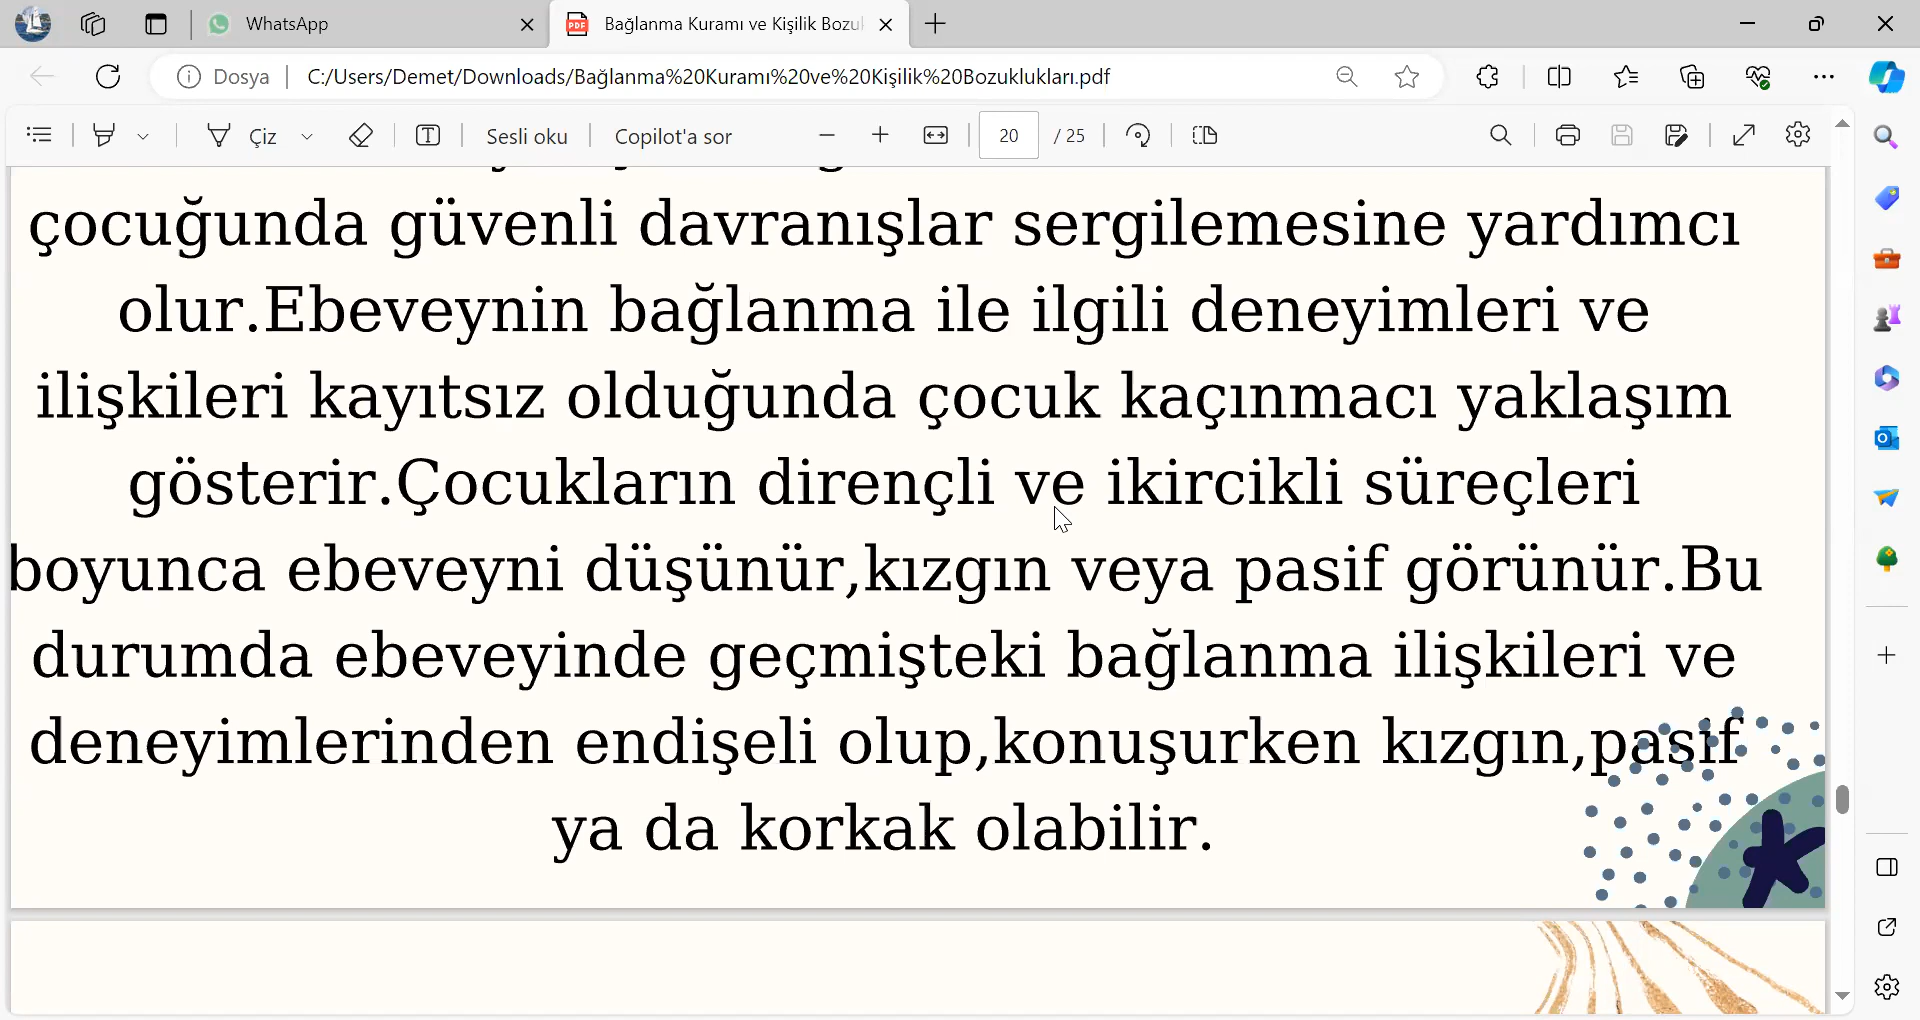 WhatsApp
Bağlanma Kuramı ve Kişilik Bozu
Dosya
C:/Users/Demet/Downloads/Bağlanma%20Kuramı%20ve%20Kişilik%20Bozuklukları.pdf
Çiz
Sesli oku
Copilot'a sor
20 / 25
çocuğunda güvenli davranışlar sergilemesine yardımcı
olur.Ebeveynin bağlanma ile ilgili deneyimleri ve
ilişkileri kayıtsız olduğunda çocuk kaçınmacı yaklaşım
gösterir.Çocukların dirençli ve ikircikli süreçleri
boyunca ebeveyni düşünür,kızgın veya pasif görünür.Bu
durumda ebeveyinde geçmişteki bağlanma ilişkileri ve
deneyimlerinden endişeli olup,konuşurken kızgın,pasif
ya da korkak olabilir.